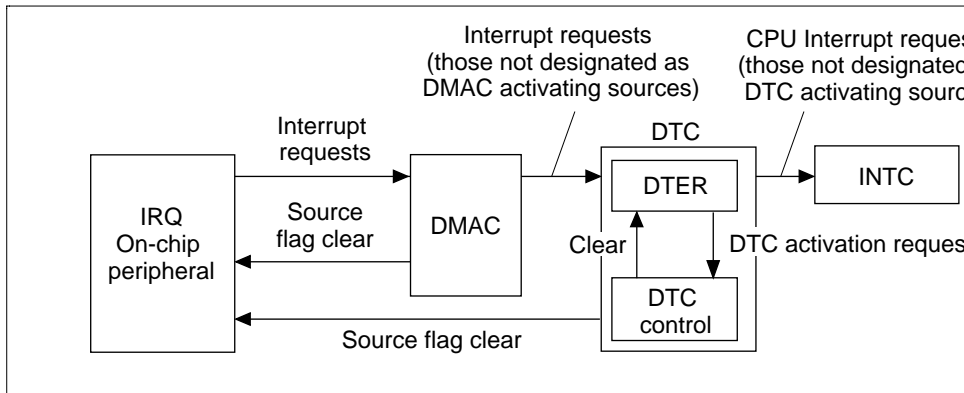 Interrupt requests
(those not designated as
DMAC activating sources)
CPU Interrupt reques
(those not designated
DTC activating sourc
Interrupt
requests
DTC
IRQ
On-chip
peripheral
DMAC
DTER
INTC
Source
flag clear
Clear
DTC activation reques
DTC
control
Source flag clear